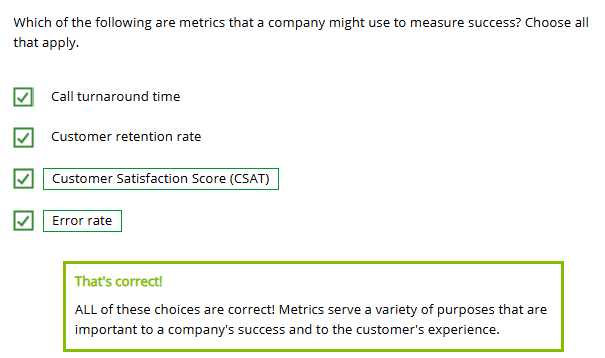 Which of the following are metrics that a company might use to measure success? Choose all
that apply.
Call turnaround time
Customer retention rate
Customer Satisfaction Score (CSAT)
Error rate
That's correct!
ALL of these choices are correct! Metrics serve a variety of purposes that are
important to a company's success and to the customer's experience.